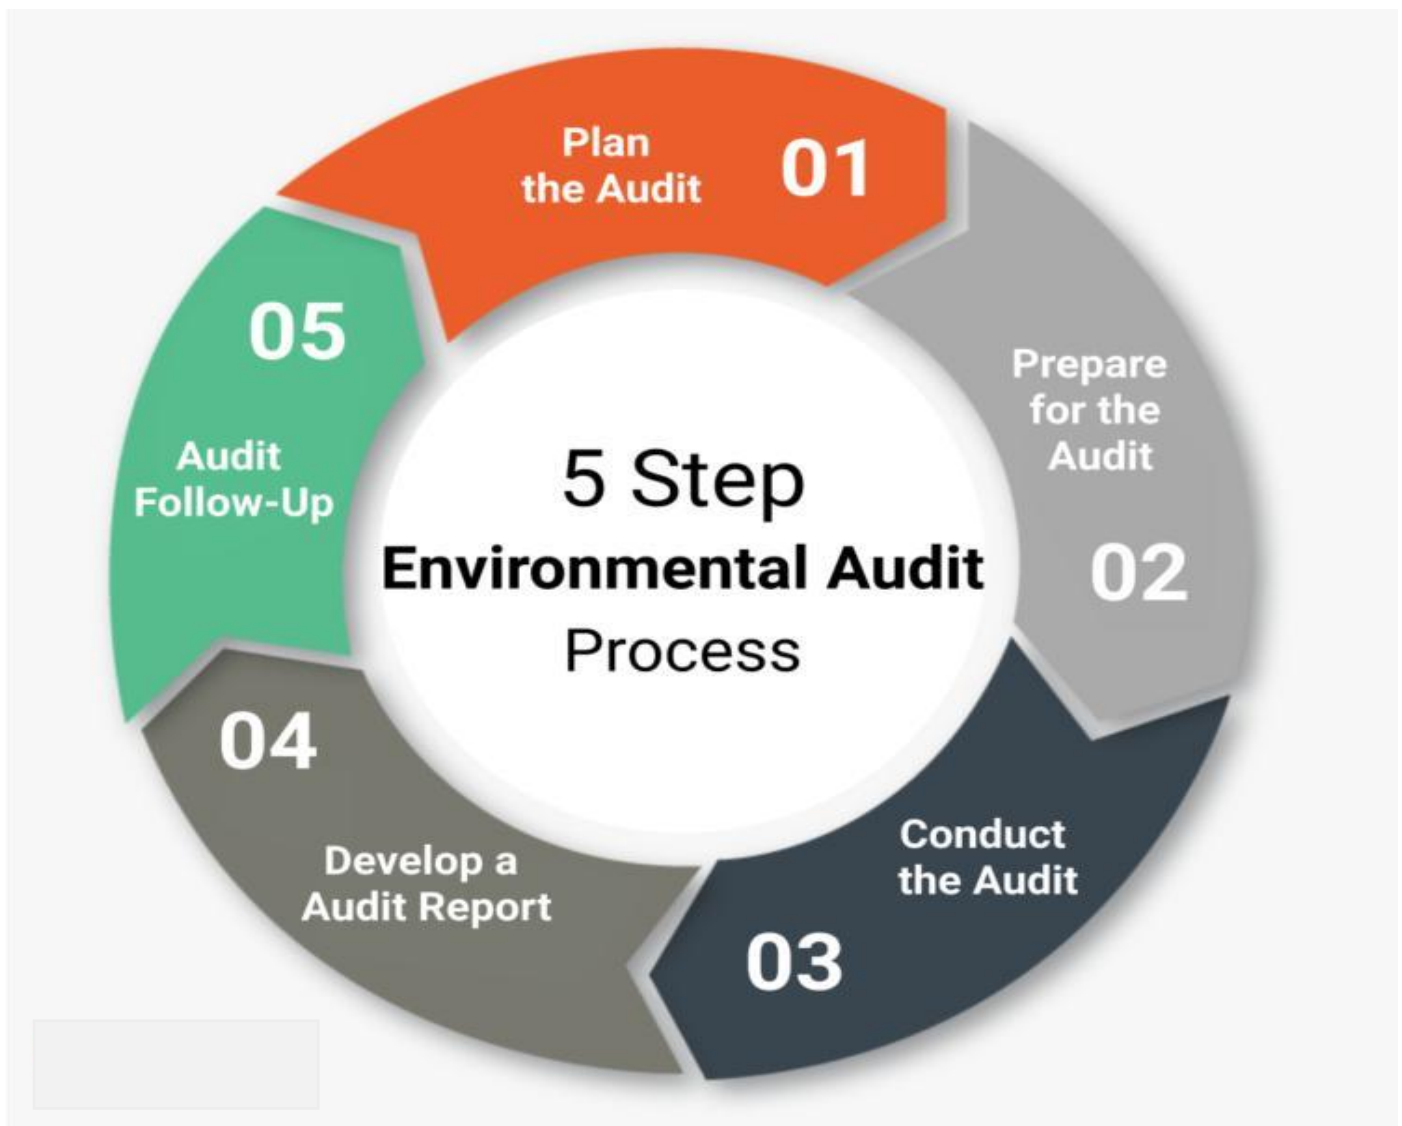 5 Step
Environmental Audit
Process
Plan
the Audit
01
Prepare
for the
Audit
02
Conduct
the Audit
03
04
Develop a
Audit Report
05
Audit
Follow-Up